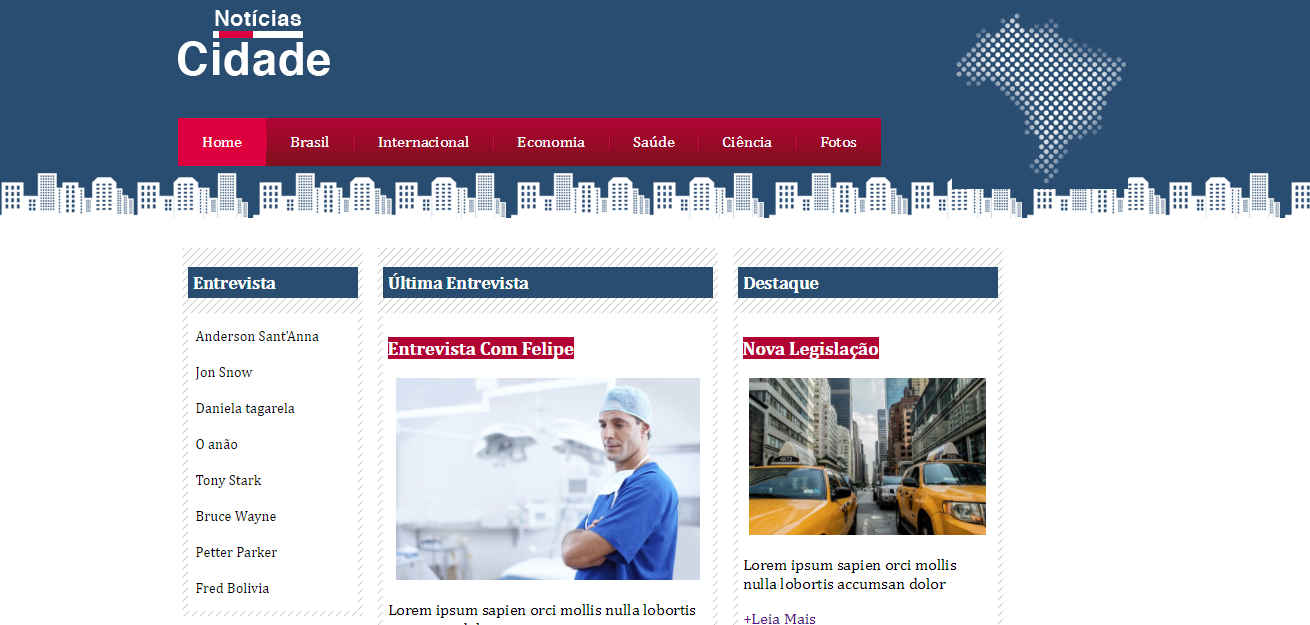 Notícias
Cidade
Home Brasil Internacional Economia Saúde Ciência Fotos
Entrevista
Anderson Sant'Anna
Jon Snow
Daniela tagarela
O anão
Tony Stark
Bruce Wayne
Petter Parker
Fred Bolivia
Última Entrevista
Entrevista Com Felipe
Lorem ipsum sapien orci mollis nulla lobortis
Destaque
Nova Legislação
Lorem ipsum sapien orci mollis
nulla lobortis accumsan dolor
+Leia Mais